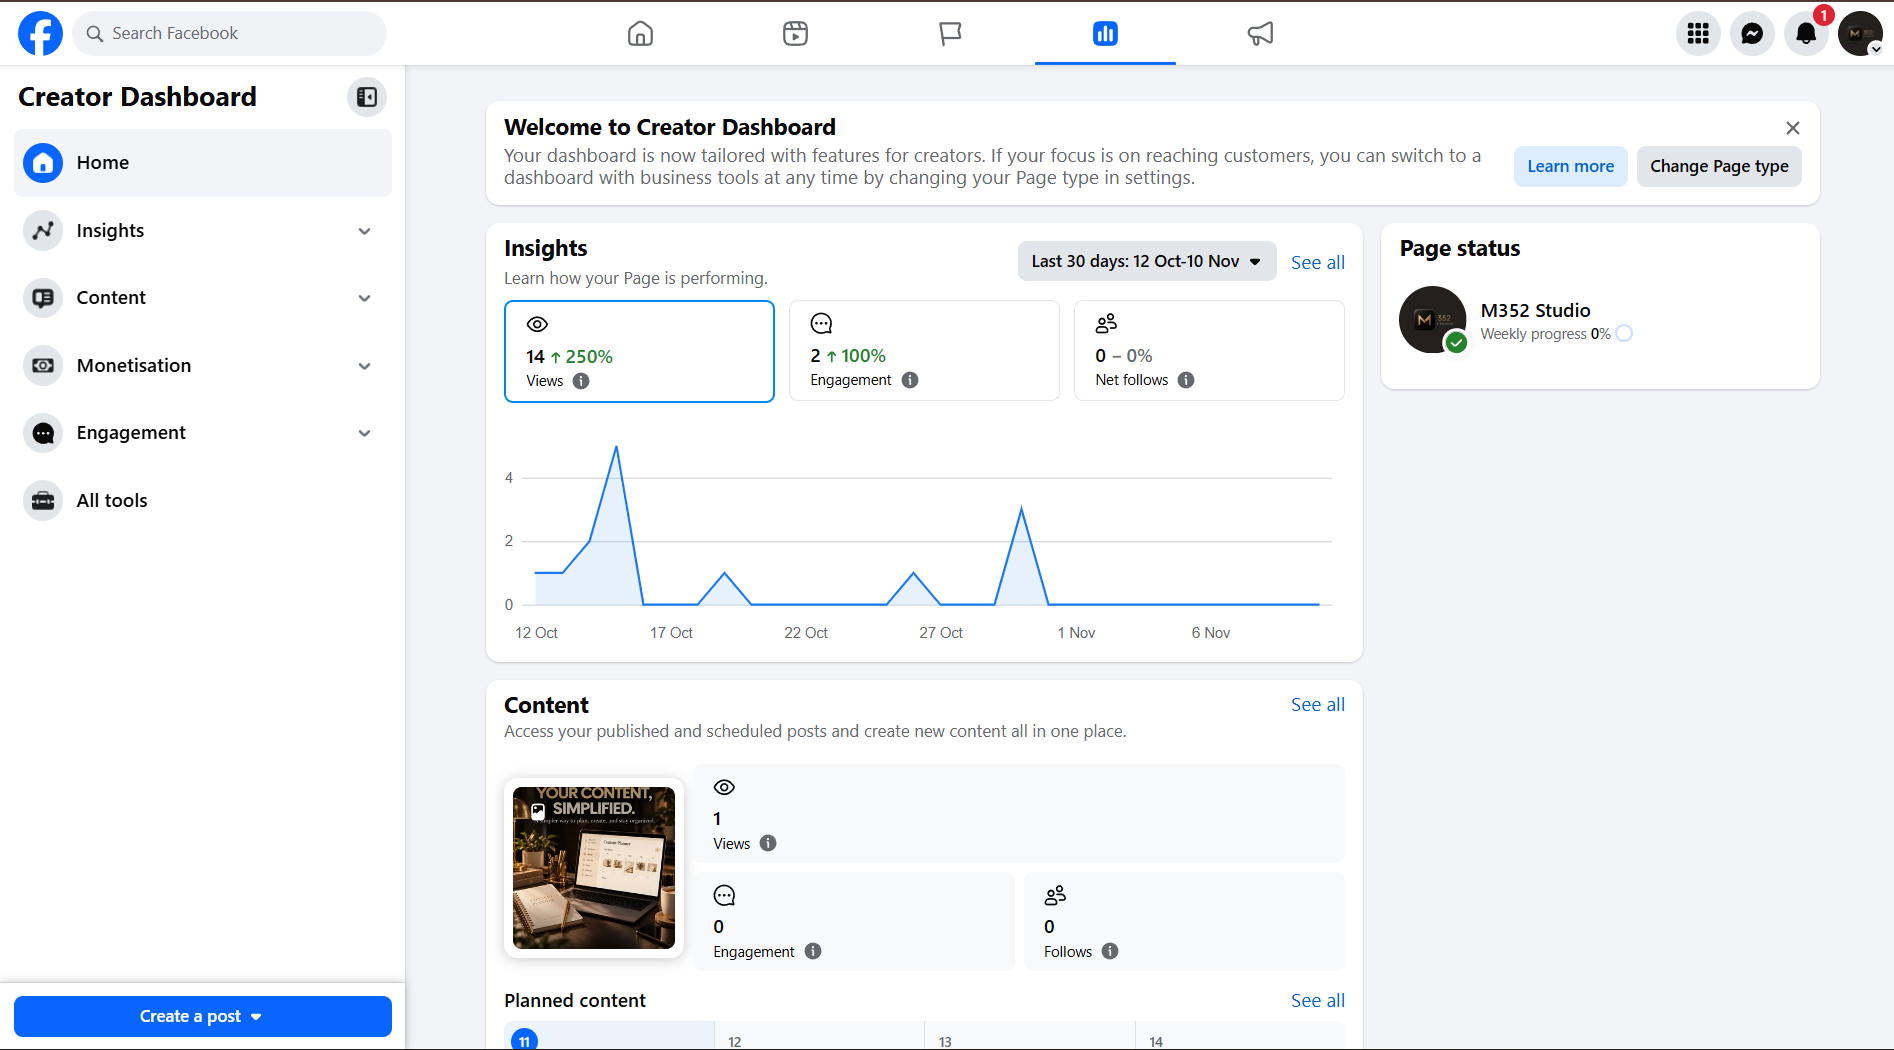 Search Facebook
1
Creator Dashboard
Home
Insights
Content
Monetisation
Engagement
All tools
Create a post
Welcome to Creator Dashboard
Your dashboard is now tailored with features for creators. If your focus is on reaching customers, you can switch to a
dashboard with business tools at any time by changing your Page type in settings.
Learn more
Change Page type
Insights
Learn how your Page is performing.
Last 30 days: 12 Oct-10 Nov
See all
14 ↑ 250%
Views
2 ↑ 100%
Engagement
0 – 0%
Net follows
4
2
0
12 Oct
17 Oct
22 Oct
27 Oct
1 Nov
6 Nov
Page status
M352 Studio
Weekly progress 0%
Content
See all
Access your published and scheduled posts and create new content all in one place.
YOUR CONTENT,
SIMPLIFIED.
1
Views
0
Engagement
0
Follows
Planned content
See all
11
12
13
14